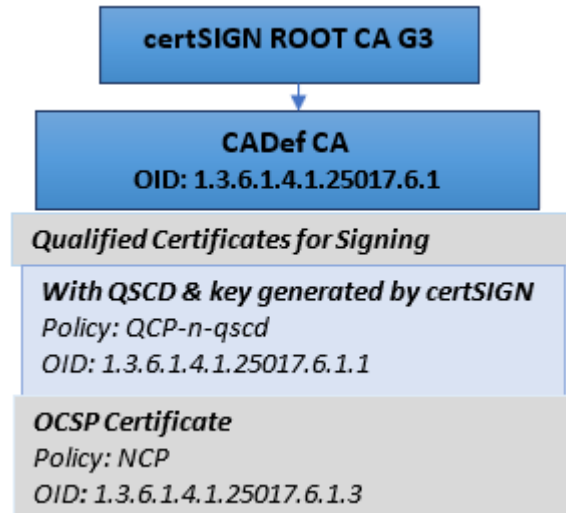 certSIGN ROOT CA G3
CADef CA
OID: 1.3.6.1.4.1.25017.6.1
Qualified Certificates for Signing
With QSCD & key generated by certSIGN
Policy: QCP-n-qscd
OID: 1.3.6.1.4.1.25017.6.1.1
OCSP Certificate
Policy: NCP
OID: 1.3.6.1.4.1.25017.6.1.3